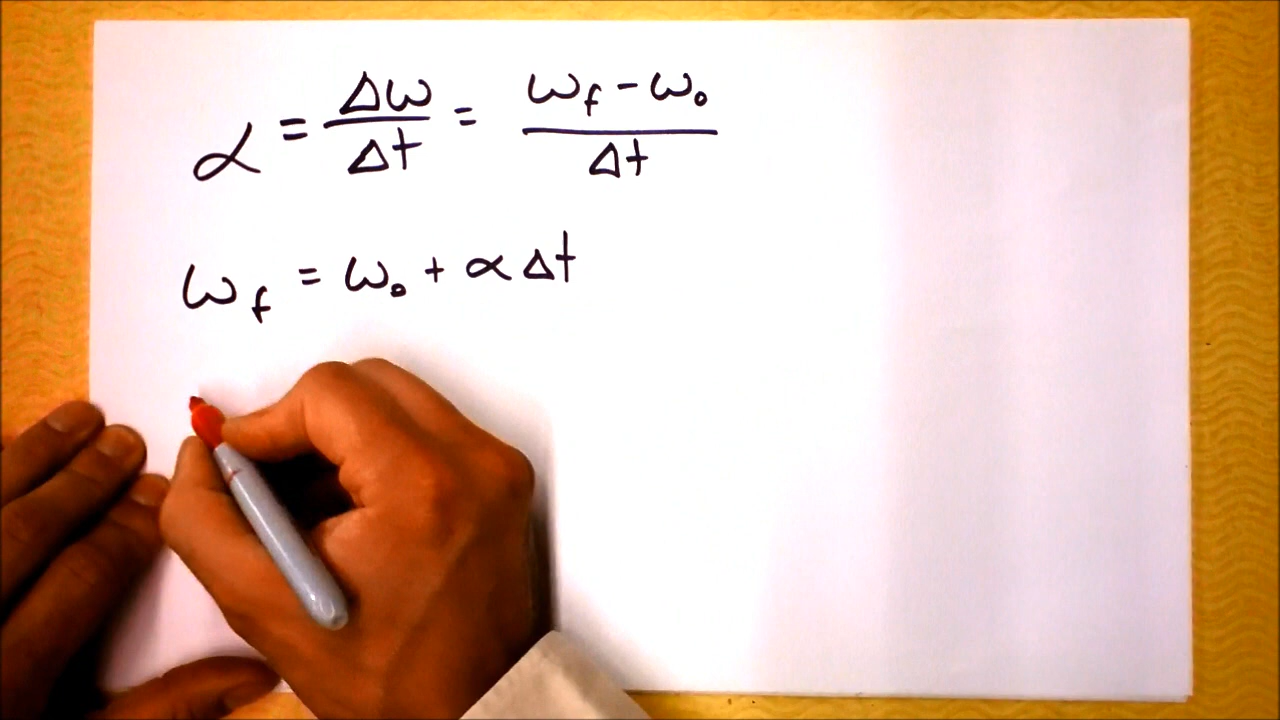 α = Δω/Δt = (ω_f - ω₀)/Δt
ω_f = ω₀ + αΔt